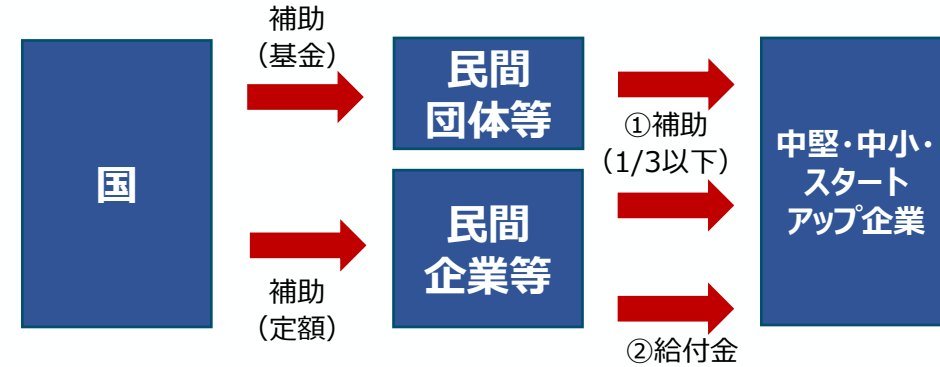 国
補助
（基金）
補助
（定額）
民間
団体等
民間
企業等
①補助
（1/3以下）
②給付金
中堅・中小・
スタート
アップ企業